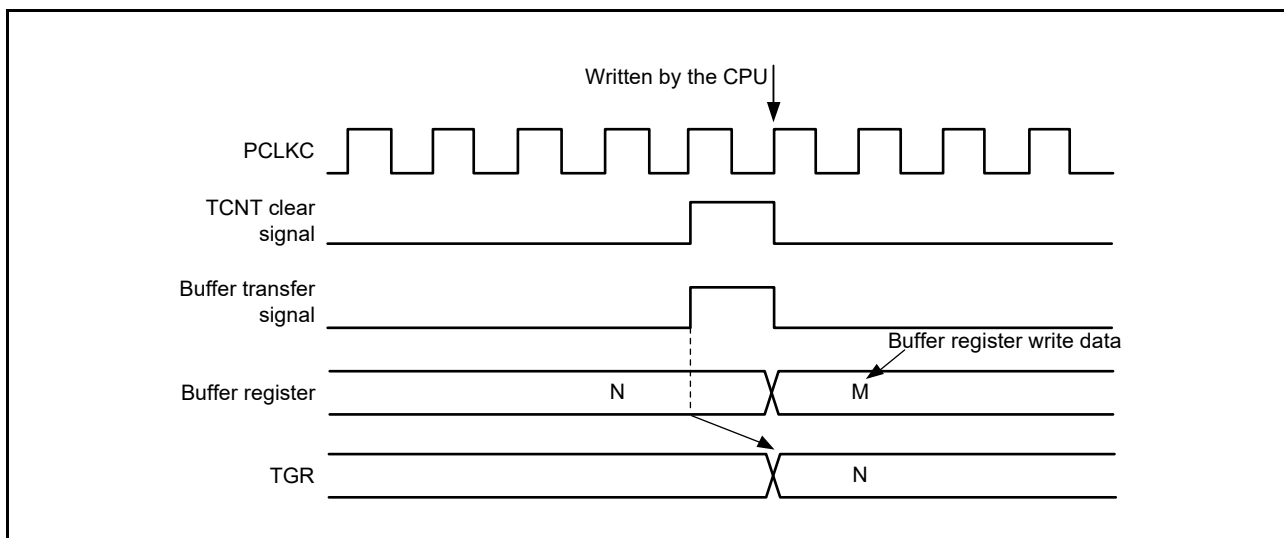 Written by the CPU
PCLKC
TCNT clear
signal
Buffer transfer
signal
Buffer register write data
Buffer register
N
M
TGR
N